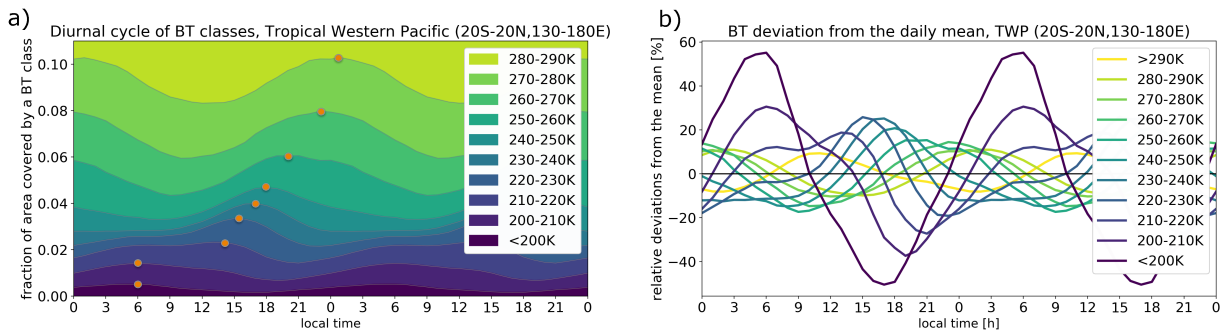 a)
Diurnal cycle of BT classes, Tropical Western Pacific (20S-20N,130-180E)
fraction of area covered by a BT class
0.10
0.08
0.06
0.04
0.02
0.00
280-290K
270-280K
260-270K
250-260K
240-250K
230-240K
220-230K
210-220K
200-210K
<200K
0 3 6 9 12 15 18 21 0 3 6 9 12 15 18 21 0
local time
b)
BT deviation from the daily mean, TWP (20S-20N,130-180E)
relative deviations from the mean [%]
60
40
20
0
−20
−40
>290K
280-290K
270-280K
260-270K
250-260K
240-250K
230-240K
220-230K
210-220K
200-210K
<200K
0 3 6 9 12 15 18 21 0 3 6 9 12 15 18 21 0
local time [h]